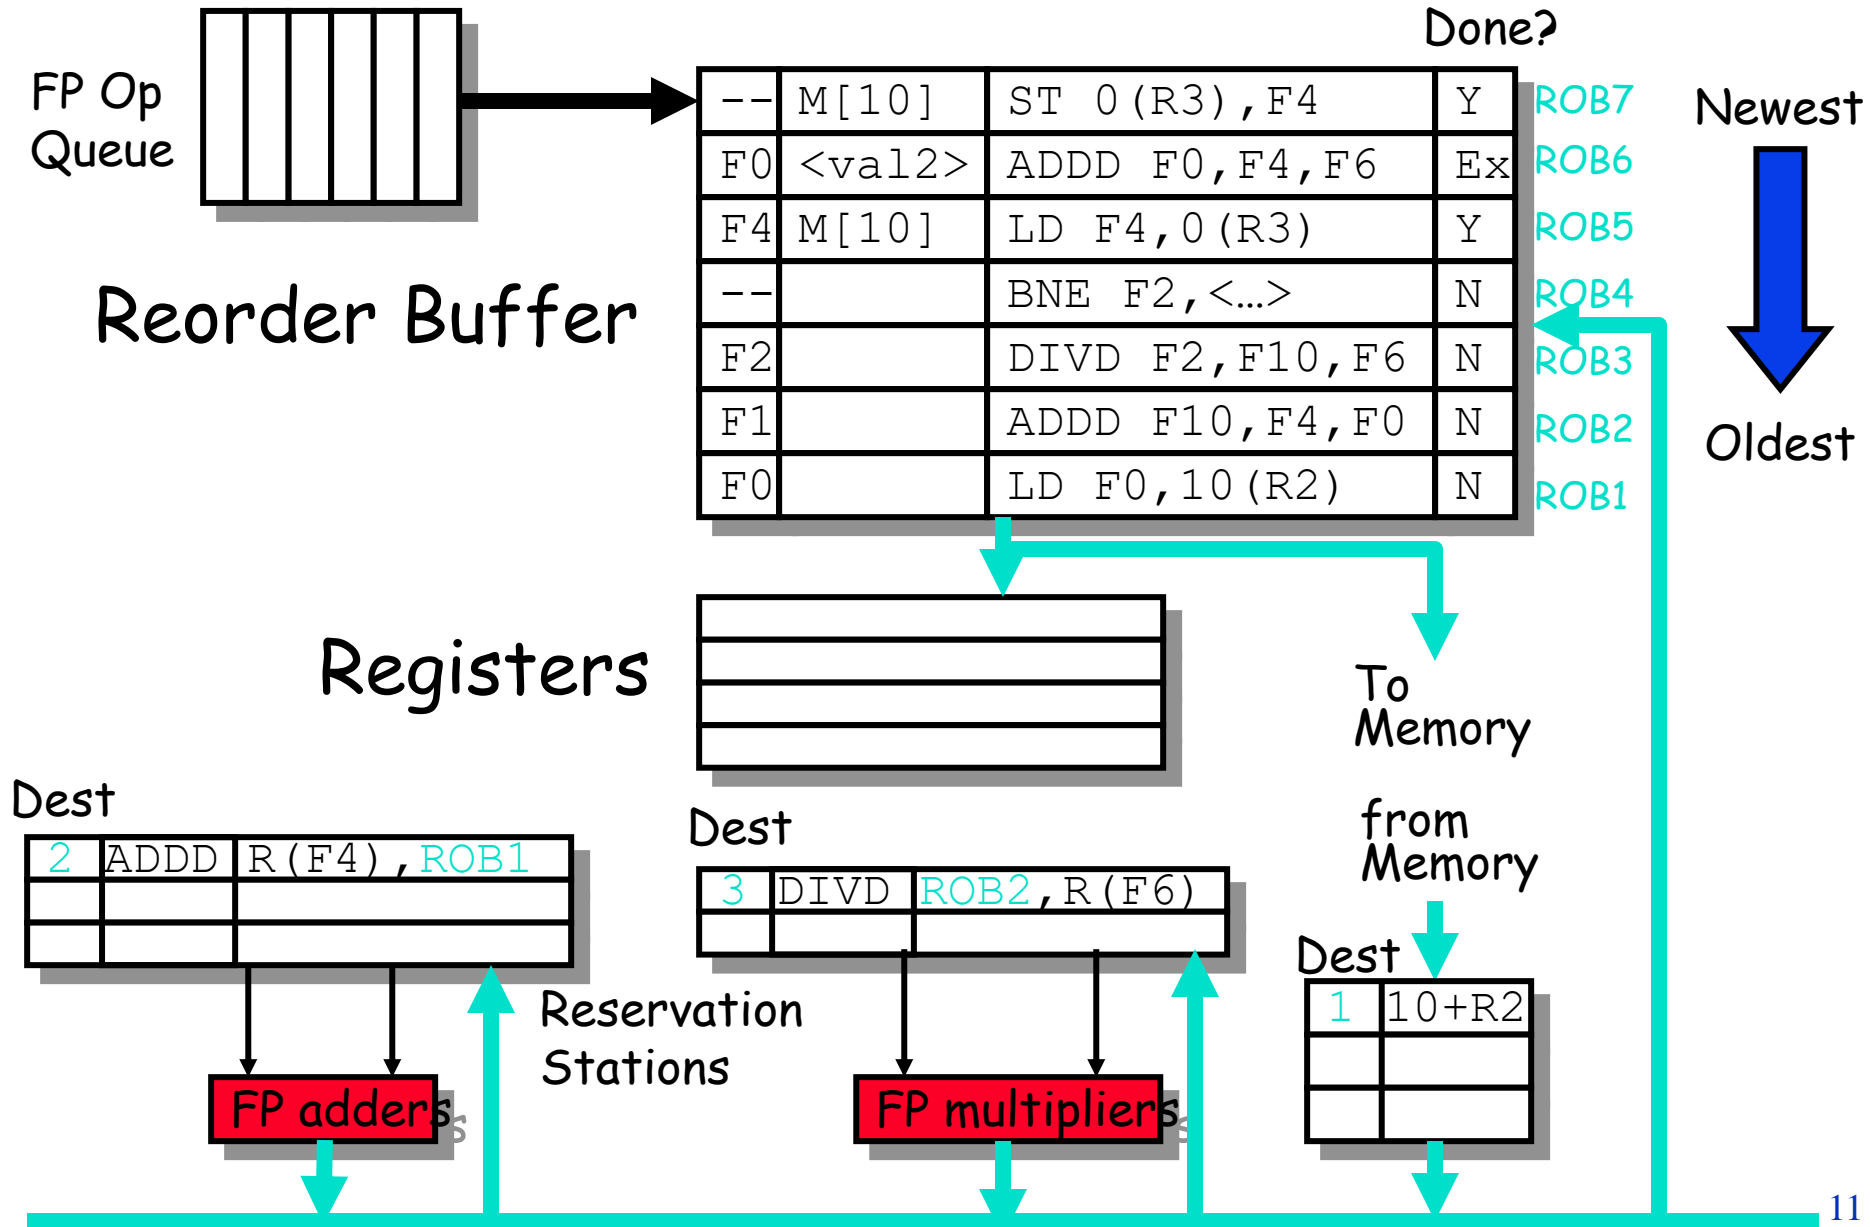 Done?
FP Op
Queue
-- M[10] ST 0(R3),F4 Y ROB7
F0 <val2> ADDD F0,F4,F6 Ex ROB6
F4 M[10] LD F4,0(R3) Y ROB5
-- BNE F2,<…> N ROB4
F2 DIVD F2,F10,F6 N ROB3
F1 ADDD F10,F4,F0 N ROB2
F0 LD F0,10(R2) N ROB1
Newest
Oldest
Reorder Buffer
Registers
To
Memory
from
Memory
Dest
2 ADDD R(F4),ROB1
Dest
3 DIVD ROB2,R(F6)
Dest
1 10+R2
Reservation
Stations
FP adders
FP multipliers
11